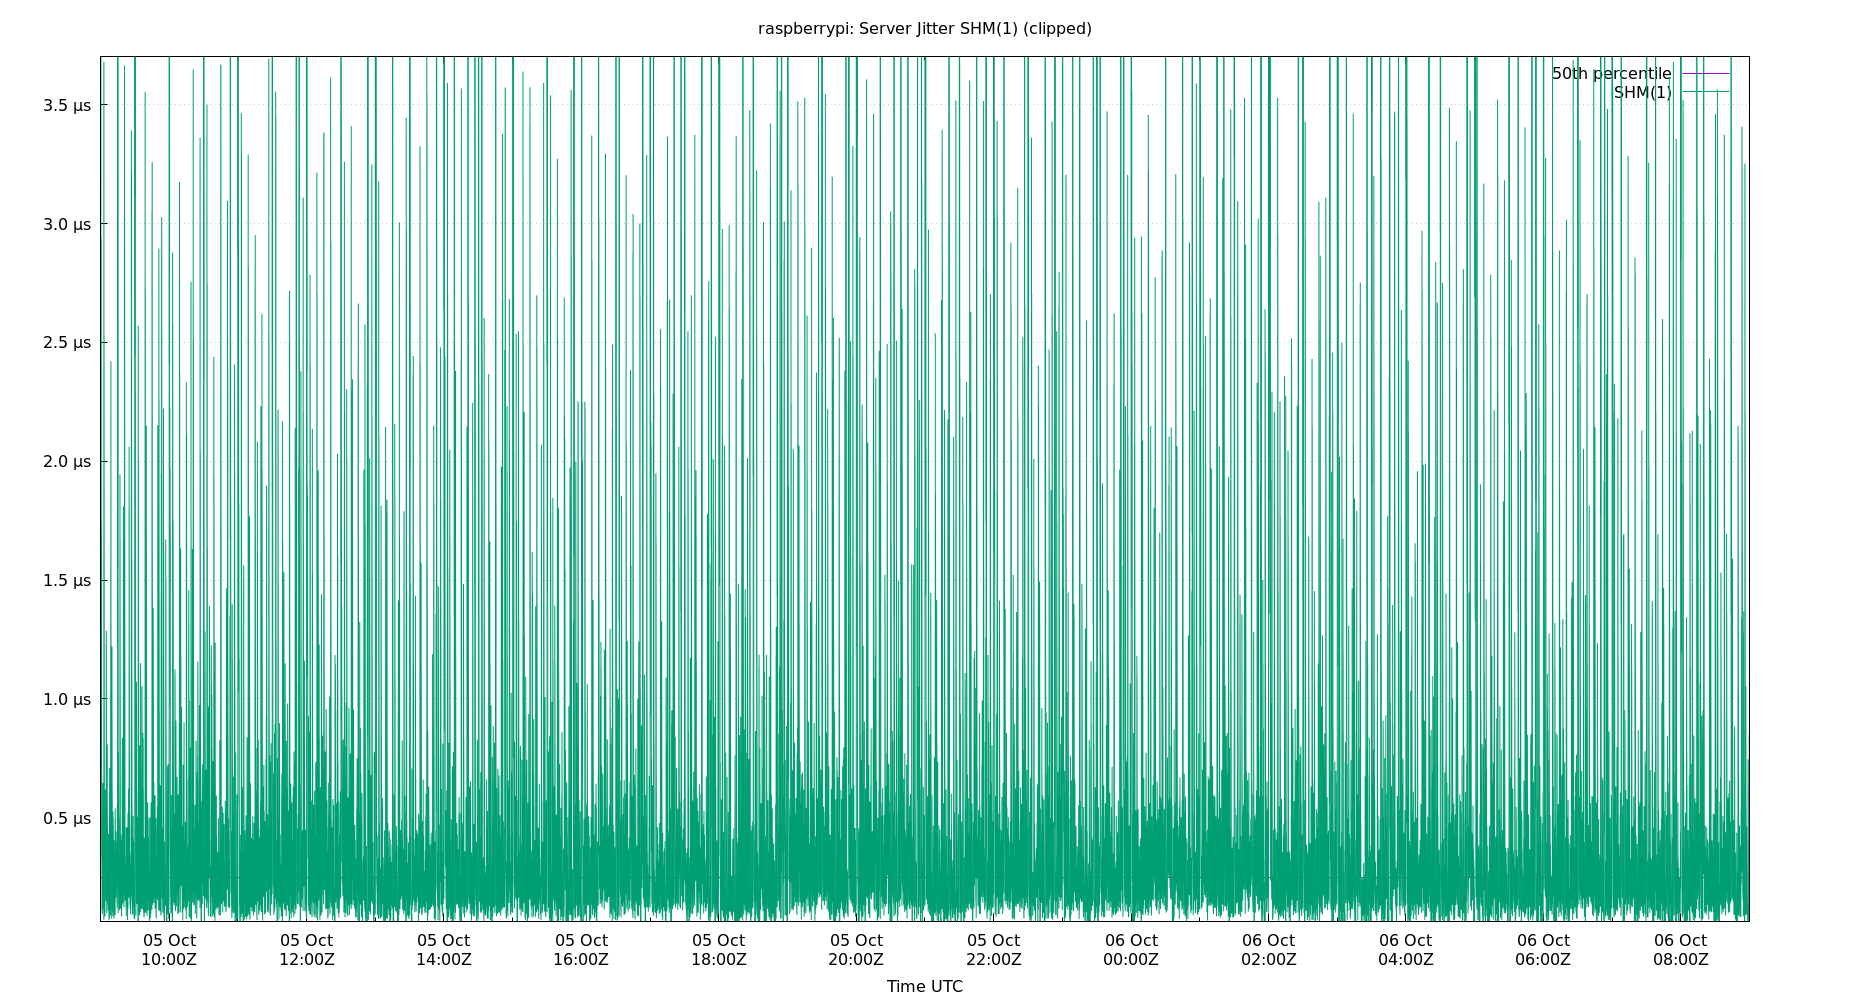 raspberrypi: Server Jitter SHM(1) (clipped)
50th percentile
SHM(1)
3.5 µs
3.0 µs
2.5 µs
2.0 µs
1.5 µs
1.0 µs
0.5 µs
05 Oct 05 Oct 05 Oct 05 Oct 05 Oct 05 Oct 05 Oct 06 Oct 06 Oct 06 Oct 06 Oct 06 Oct
10:00Z 12:00Z 14:00Z 16:00Z 18:00Z 20:00Z 22:00Z 00:00Z 02:00Z 04:00Z 06:00Z 08:00Z
Time UTC